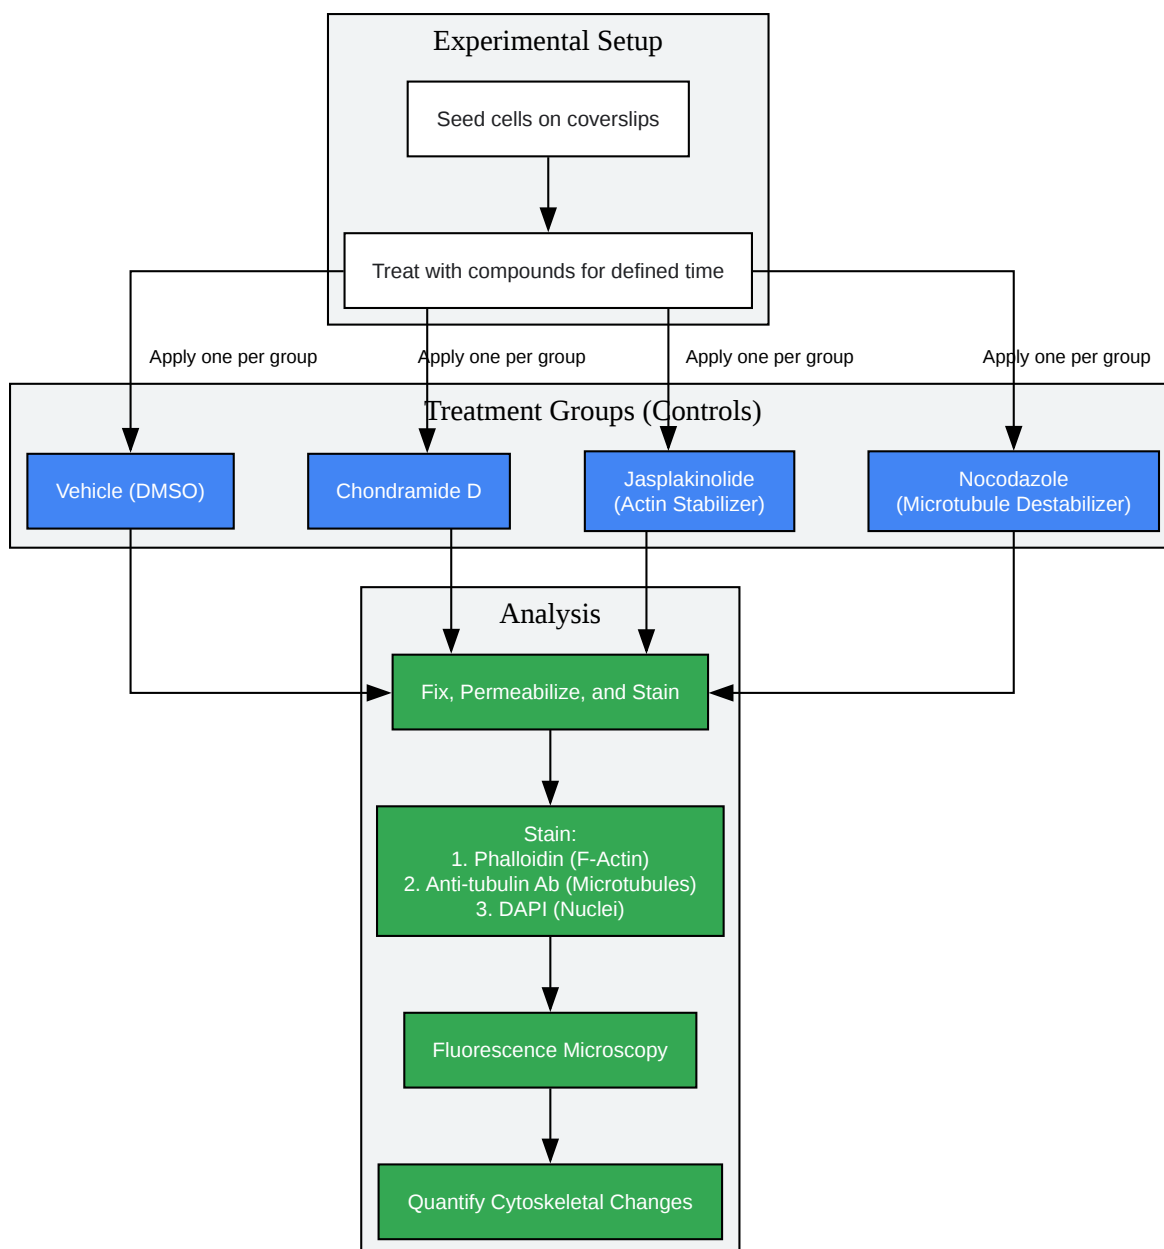 Experimental Setup
Seed cells on coverslips
Treat with compounds for defined time
Apply one per group
Apply one per group
Apply one per group
Apply one per group
Treatment Groups (Controls)
Vehicle (DMSO)
Chondramide D
Jasplakinolide
(Actin Stabilizer)
Nocodazole
(Microtubule Destabilizer)
Analysis
Fix, Permeabilize, and Stain
Stain:
1. Phalloidin (F-Actin)
2. Anti-tubulin Ab (Microtubules)
3. DAPI (Nuclei)
Fluorescence Microscopy
Quantify Cytoskeletal Changes